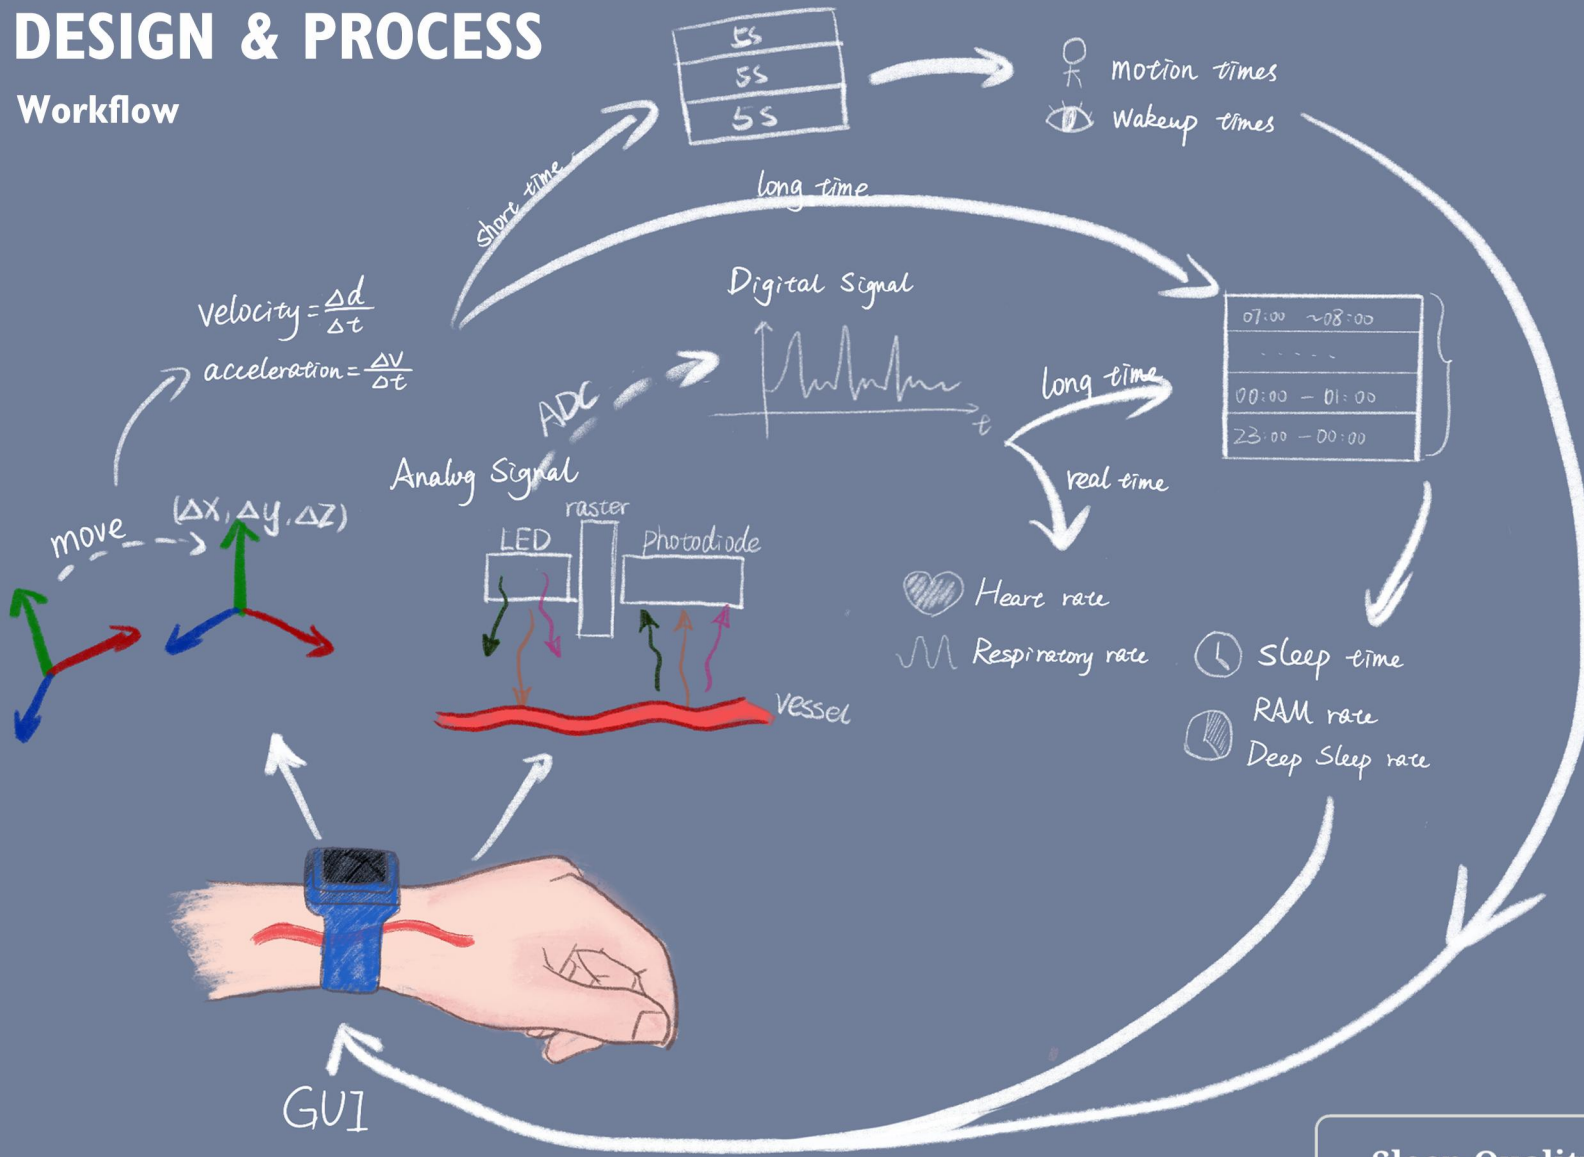 DESIGN & PROCESS
Workflow
5S
5S
5S
motion times
Wakeup times
short time
long time
velocity = Δd/Δt
acceleration = ΔV/Δt
Digital Signal
t
ADC
Analog Signal
long time
real time
07:00 ~08:00
.....
00:00 - 01:00
23:00 - 00:00
move
(ΔX, Δy, ΔZ)
LED
raster
photodiode
vessel
Heart rate
Respiratory rate
Sleep time
RAM rate
Deep Sleep rate
GUI